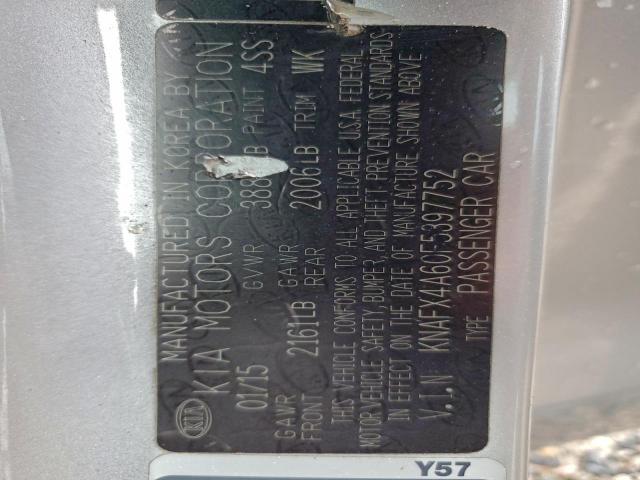 MANUFACTURED IN KOREA BY
KIA MOTORS CORPORATION
KIA
01/15 GVWR LB PAINT 4SS
GAWR FRONT 2161LB GAWR REAR 2006LB TRIM WK
THIS VEHICLE CONFORMS TO ALL APPLICABLE U.S.A. FEDERAL
MOTOR VEHICLE SAFETY, BUMPER, AND THEFT PREVENTION STANDARDS
IN EFFECT ON THE DATE OF MANUFACTURE SHOWN ABOVE
V.I.N KNAFX4A60F5397752
TYPE PASSENGER CAR
Y57